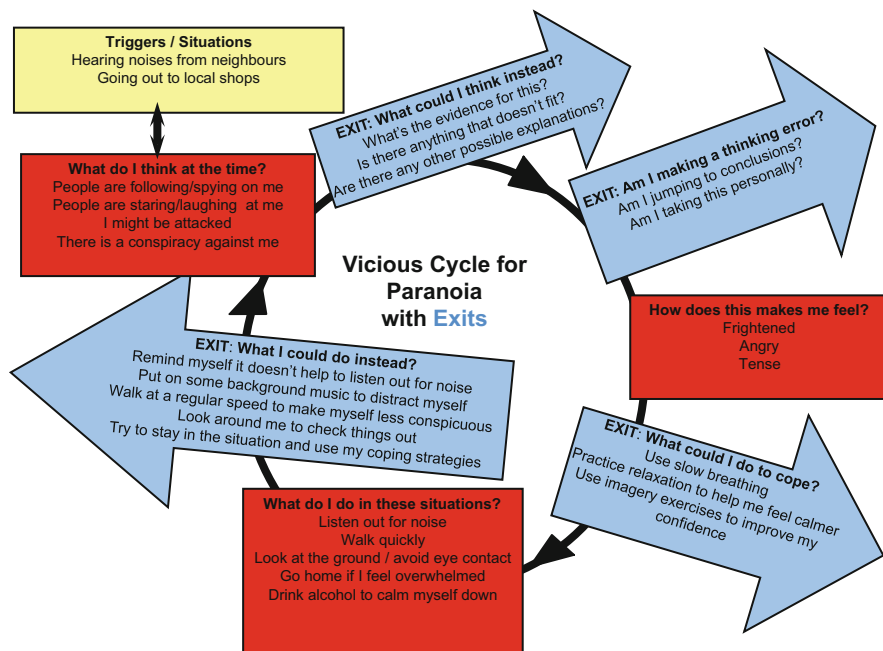 Triggers / Situations
Hearing noises from neighbours
Going out to local shops
What do I think at the time?
People are following/spying on me
People are staring/laughing at me
I might be attacked
There is a conspiracy against me
EXIT: What could I think instead?
What's the evidence for this?
Is there anything that doesn't fit?
Are there any other possible explanations?
EXIT: Am I making a thinking error?
Am I jumping to conclusions?
Am I taking this personally?
Vicious Cycle for
Paranoia
with Exits
How does this makes me feel?
Frightened
Angry
Tense
EXIT: What could I do to cope?
Use slow breathing
Practice relaxation to help me feel calmer
Use imagery exercises to improve my
confidence
What do I do in these situations?
Listen out for noise
Walk quickly
Look at the ground / avoid eye contact
Go home if I feel overwhelmed
Drink alcohol to calm myself down
EXIT: What I could do instead?
Remind myself it doesn't help to listen out for noise
Put on some background music to distract myself
Walk at a regular speed to make myself less conspicuous
Look around me to check things out
Try to stay in the situation and use my coping strategies